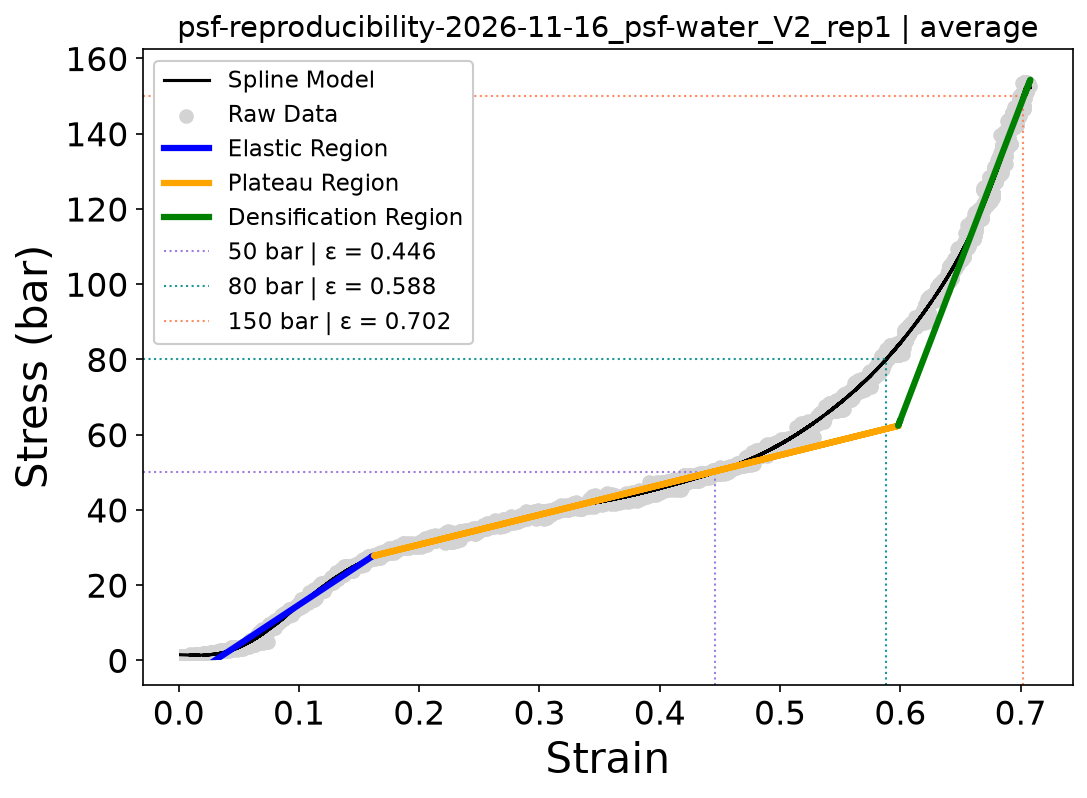 psf-reproducibility-2026-11-16_psf-water_V2_rep1 | average
Spline Model
Raw Data
Elastic Region
Plateau Region
Densification Region
50 bar | ε = 0.446
80 bar | ε = 0.588
150 bar | ε = 0.702
Stress (bar)
160
140
120
100
80
60
40
20
0
0.0 0.1 0.2 0.3 0.4 0.5 0.6 0.7
Strain